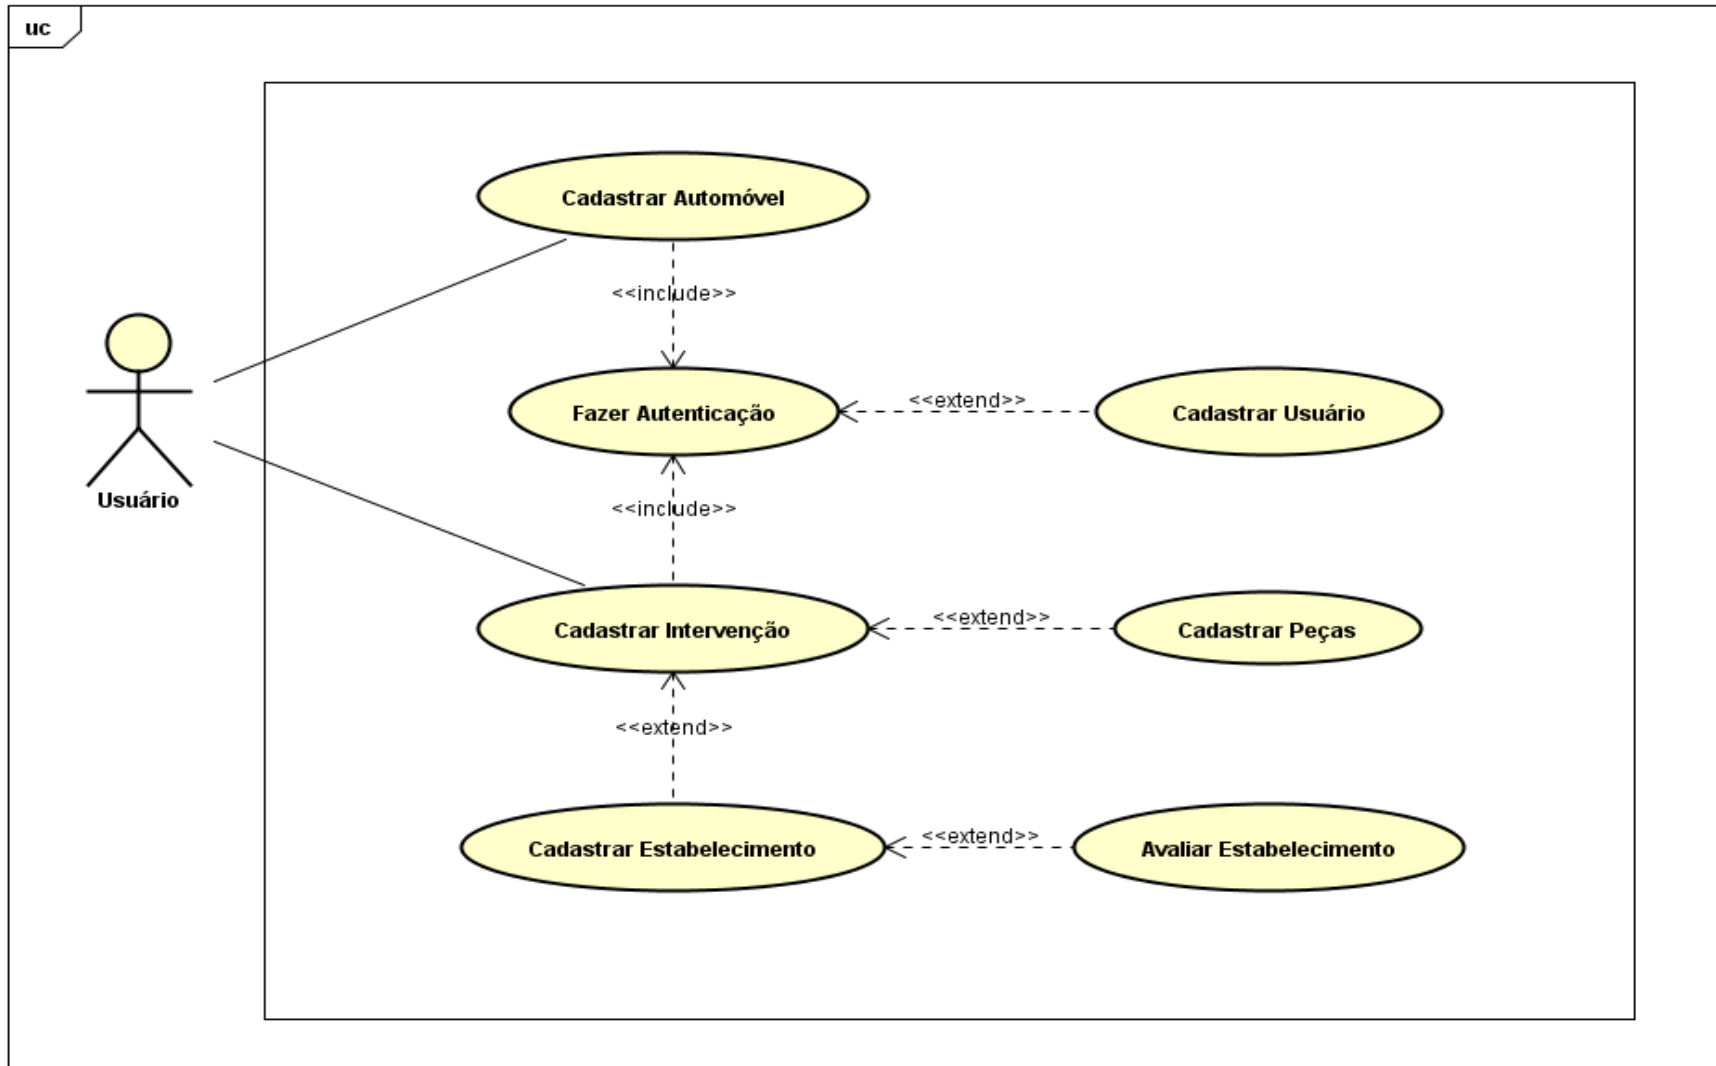 uc
Cadastrar Automóvel
<<include>>
Fazer Autenticação
<<extend>>
Cadastrar Usuário
Usuário
<<include>>
Cadastrar Intervenção
<<extend>>
Cadastrar Peças
<<extend>>
Cadastrar Estabelecimento
<<extend>>
Avaliar Estabelecimento